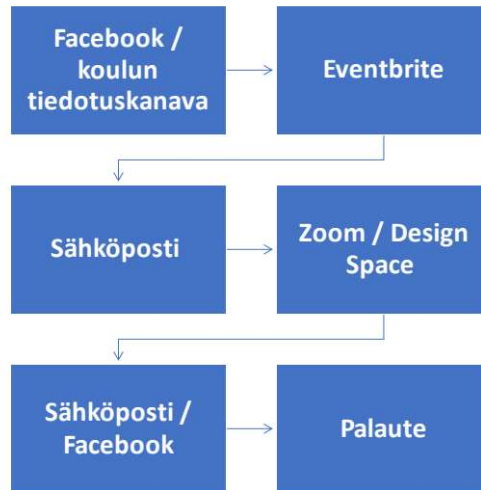 Facebook /
koulun
tiedotuskanava
Eventbrite
Sähköposti
Zoom / Design
Space
Sähköposti /
Facebook
Palaute